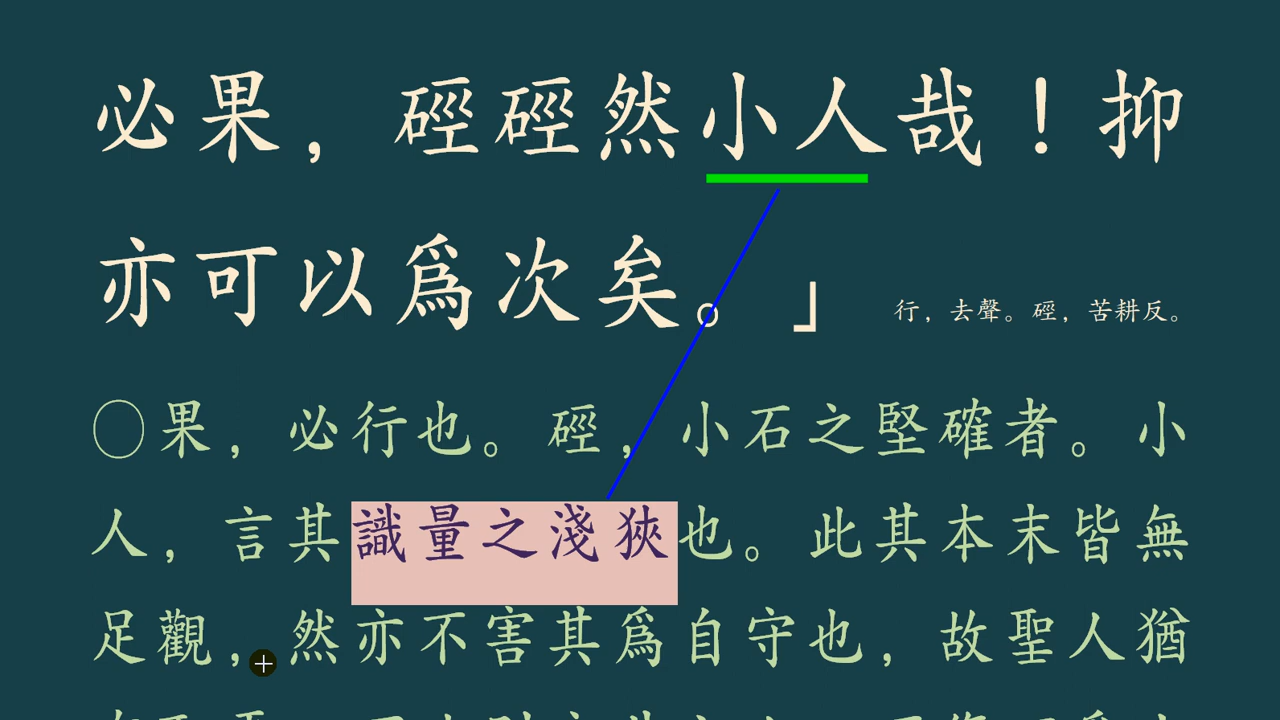 必果，硜硜然小人哉！抑
亦可以爲次矣。」行，去聲。硜，苦耕反。
〇果，必行也。硜，小石之堅確者。小
人，言其識量之淺狹也。此其本末皆無
足觀，然亦不害其爲自守也，故聖人猶